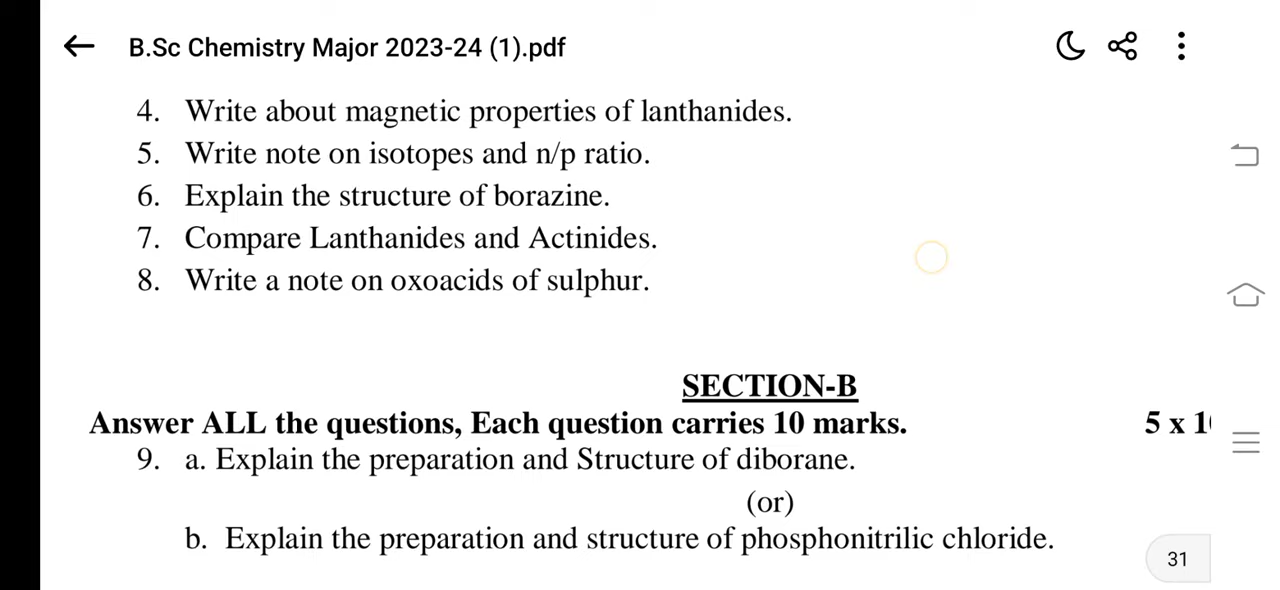 B.Sc Chemistry Major 2023-24 (1).pdf
4. Write about magnetic properties of lanthanides.
5. Write note on isotopes and n/p ratio.
6. Explain the structure of borazine.
7. Compare Lanthanides and Actinides.
8. Write a note on oxoacids of sulphur.
SECTION-B
Answer ALL the questions, Each question carries 10 marks. 5 x 1
9. a. Explain the preparation and Structure of diborane.
(or)
b. Explain the preparation and structure of phosphonitrilic chloride.
31